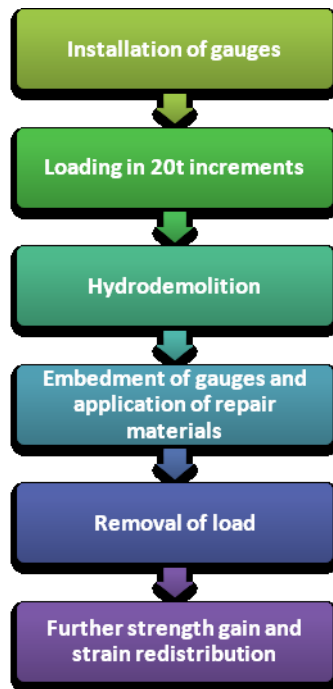 Installation of gauges
Loading in 20t increments
Hydrodemolition
Embedment of gauges and
application of repair
materials
Removal of load
Further strength gain and
strain redistribution